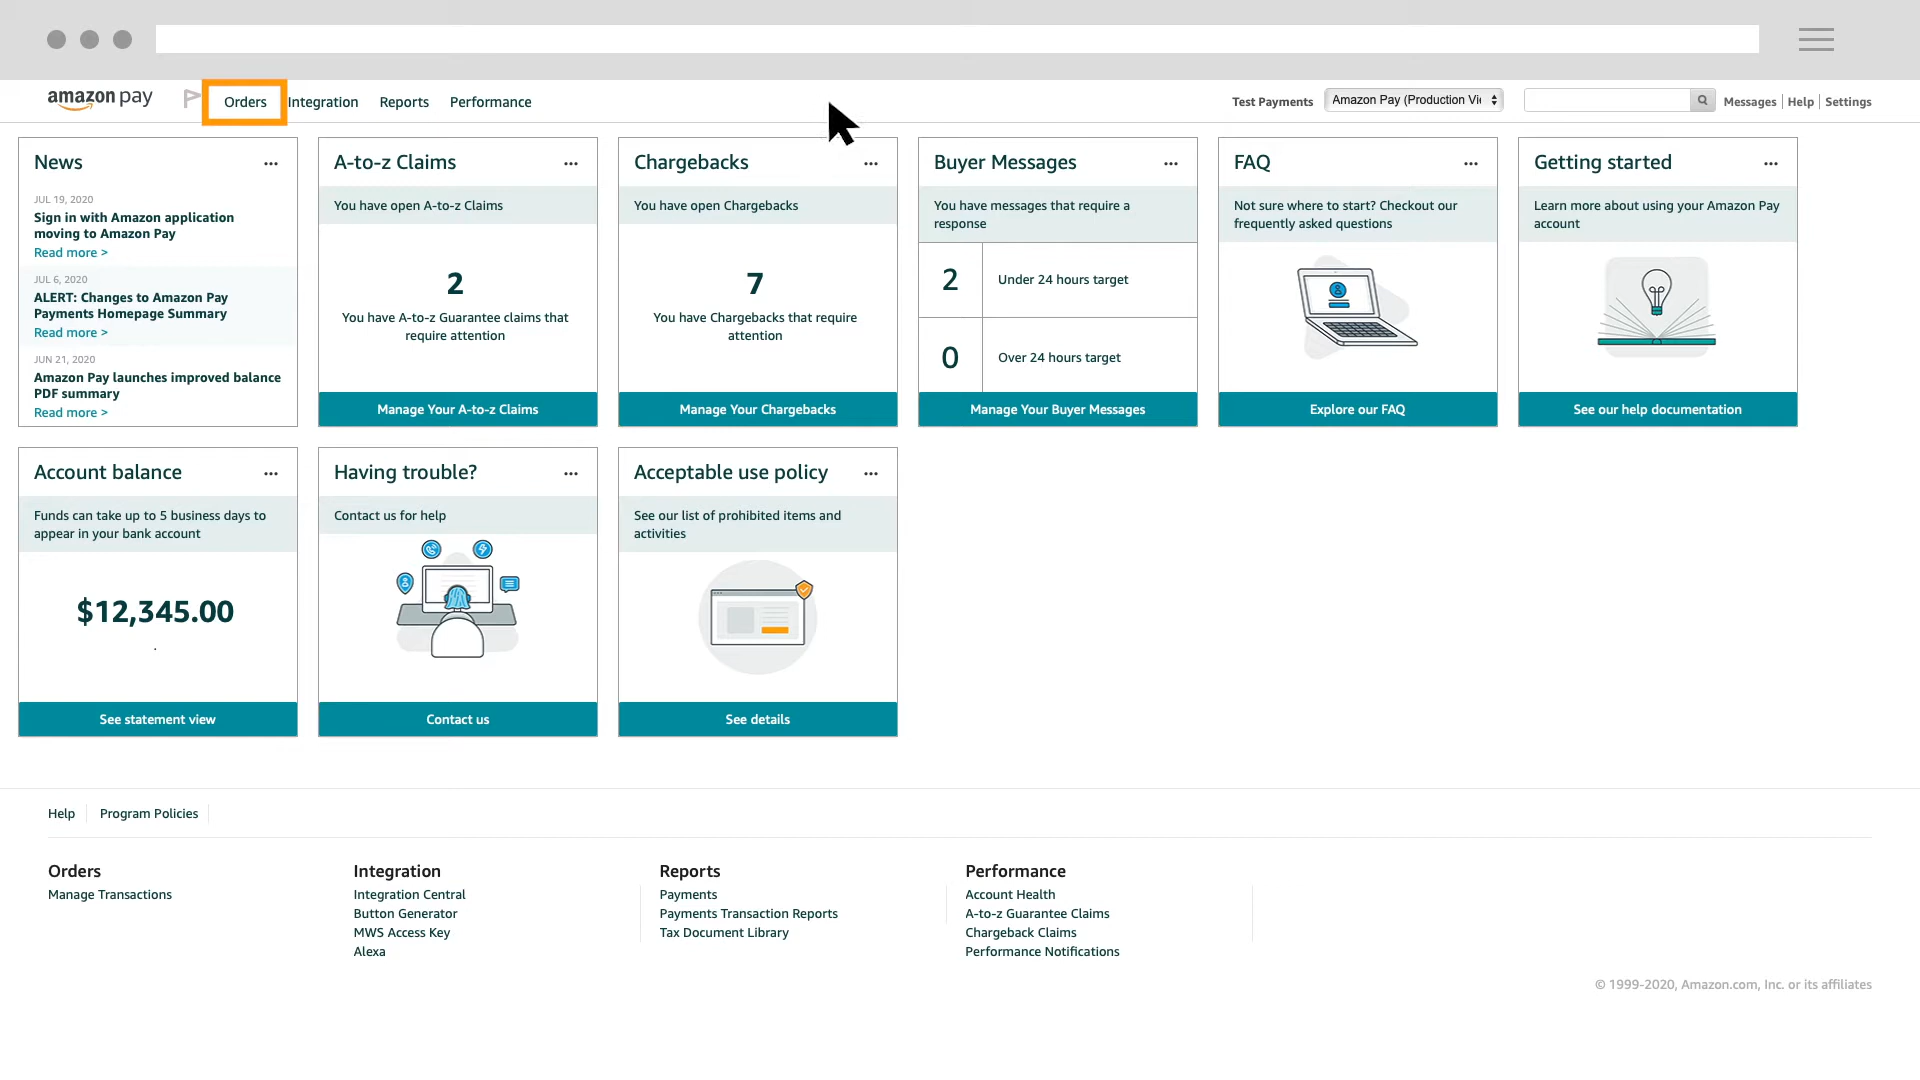 amazon pay
Orders
Integration
Reports
Performance
Test Payments
Amazon Pay (Production Vi
Messages
Help
Settings
News
JUL 19, 2020
Sign in with Amazon application
moving to Amazon Pay
Read more >
JUL 6, 2020
ALERT: Changes to Amazon Pay
Payments Homepage Summary
Read more >
JUN 21, 2020
Amazon Pay launches improved balance
PDF summary
Read more >
A-to-z Claims
You have open A-to-z Claims
2
You have A-to-z Guarantee claims that
require attention
Manage Your A-to-z Claims
Chargebacks
You have open Chargebacks
7
You have Chargebacks that require
attention
Manage Your Chargebacks
Buyer Messages
You have messages that require a
response
2
Under 24 hours target
0
Over 24 hours target
Manage Your Buyer Messages
FAQ
Not sure where to start? Checkout our
frequently asked questions
Explore our FAQ
Getting started
Learn more about using your Amazon Pay
account
See our help documentation
Account balance
Funds can take up to 5 business days to
appear in your bank account
$12,345.00
.
See statement view
Having trouble?
Contact us for help
Contact us
Acceptable use policy
See our list of prohibited items and
activities
See details
Help
Program Policies
Orders
Manage Transactions
Integration
Integration Central
Button Generator
MWS Access Key
Alexa
Reports
Payments
Payments Transaction Reports
Tax Document Library
Performance
Account Health
A-to-z Guarantee Claims
Chargeback Claims
Performance Notifications
© 1999-2020, Amazon.com, Inc. or its affiliates